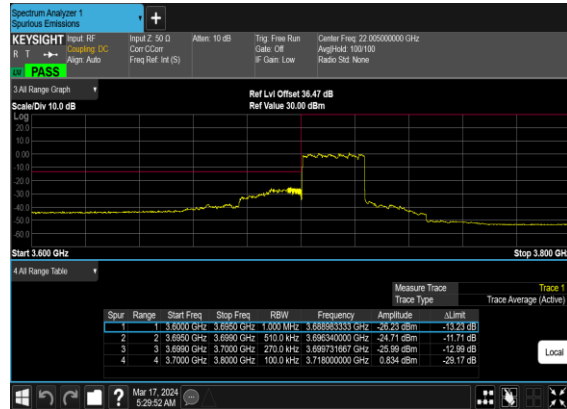 Spectrum Analyzer 1
Spurious Emissions
+
KEYSIGHT Input: RF Input Z: 50 Ω Atten: 10 dB Trig: Free Run Center Freq: 22.005000000 GHz
R T Coupling: DC Corr CCorr Gate: Off Avg|Hold: 100/100
Align: Auto Freq Ref: Int (S) IF Gain: Low Radio Std: None
PASS
3 All Range Graph
Ref Lvl Offset 36.47 dB
Scale/Div 10.0 dB Ref Value 30.00 dBm
Log
20.0
10.0
0.00
-10.0
-20.0
-30.0
-40.0
-50.0
-60.0
Start 3.600 GHz Stop 3.800 GHz
4 All Range Table
Measure Trace Trace 1
Trace Type Trace Average (Active)
Spur Range Start Freq Stop Freq RBW Frequency Amplitude ΔLimit
1 1 3.6000 GHz 3.6950 GHz 1.000 MHz 3.688983333 GHz -26.23 dBm -13.23 dB
2 2 3.6950 GHz 3.6990 GHz 510.0 kHz 3.696340000 GHz -24.71 dBm -11.71 dB
3 3 3.6990 GHz 3.7000 GHz 270.0 kHz 3.699731667 GHz -25.99 dBm -12.99 dB
4 4 3.7000 GHz 3.8000 GHz 100.0 kHz 3.718000000 GHz 0.834 dBm -29.17 dB
Local
?
Mar 17, 2024
5:29:52 AM